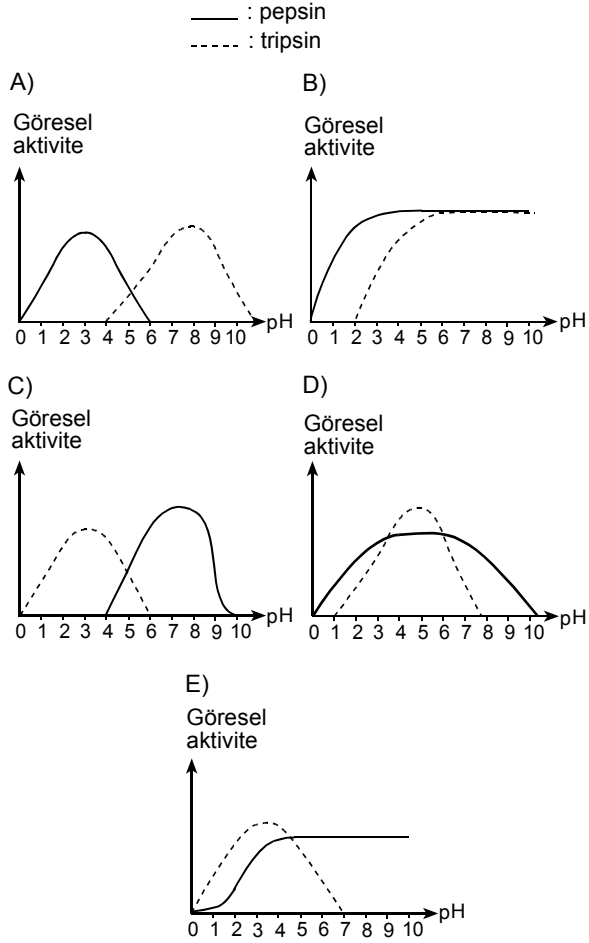 : pepsin
: tripsin
A) B)
Göresel aktivite
Göresel aktivite
pH
0 1 2 3 4 5 6 7 8 9 10
pH
0 1 2 3 4 5 6 7 8 9 10
C) D)
Göresel aktivite
Göresel aktivite
pH
0 1 2 3 4 5 6 7 8 9 10
pH
0 1 2 3 4 5 6 7 8 9 10
E)
Göresel
aktivite
pH
0 1 2 3 4 5 6 7 8 9 10